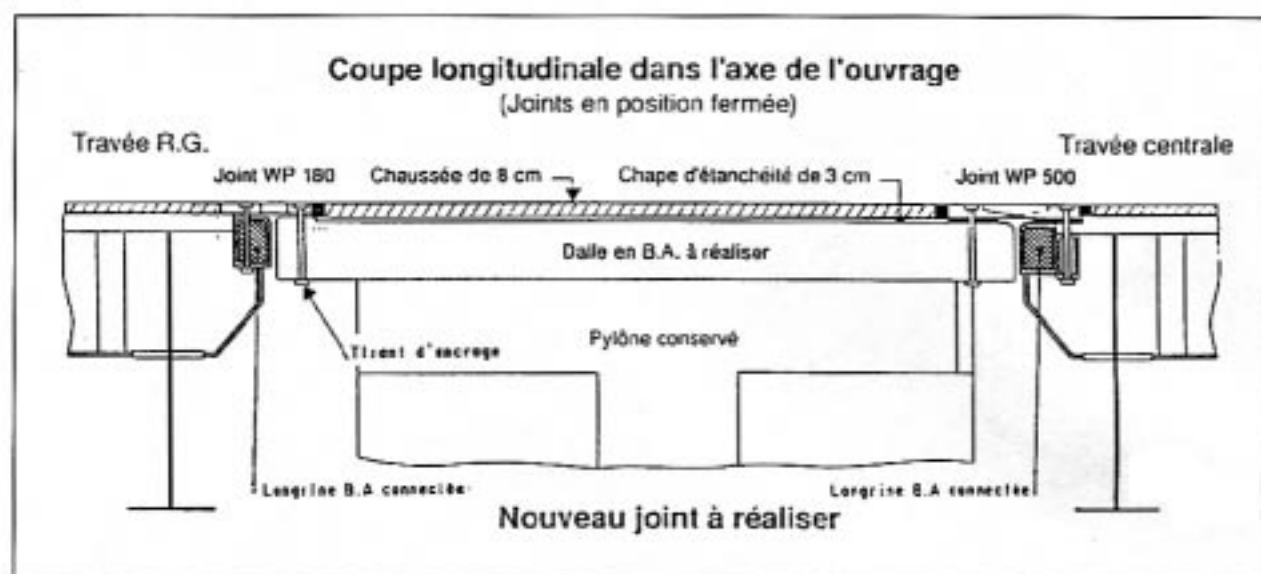 Coupe longitudinale dans l'axe de l'ouvrage
(Joints en position fermée)
Travée R.G.
Travée centrale
Joint WP 180
Chaussée de 8 cm
Chape d'étanchéité de 3 cm
Joint WP 500
Dalle en B.A. à réaliser
Tirant d'ancrage
Pylône conservé
Longrine B.A connectée
Longrine B.A connectée
Nouveau joint à réaliser